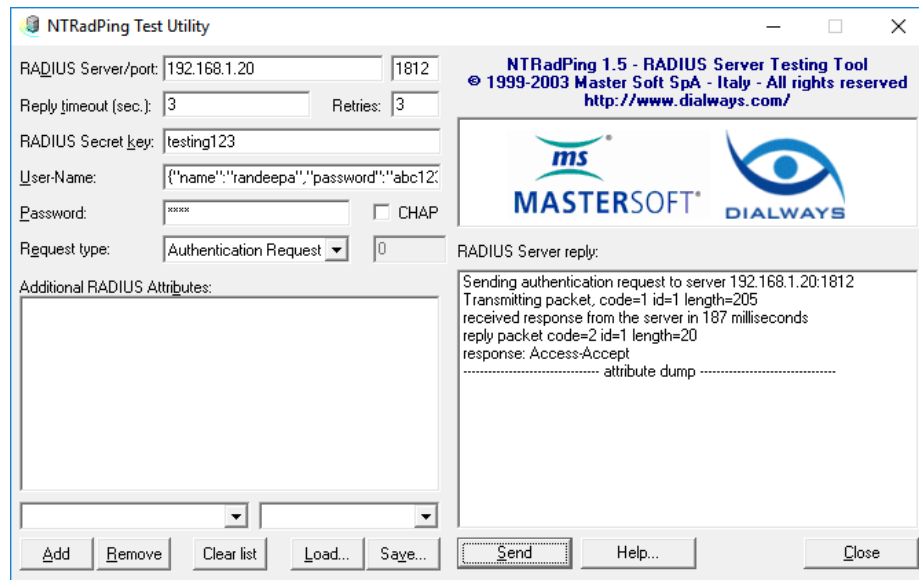 NTRadPing Test Utility
RADIUS Server/port: 192.168.1.20 1812
Reply timeout (sec.): 3 Retries: 3
RADIUS Secret key: testing123
User-Name: {"name":"randeepa","password":"abc123
Password: **** CHAP
Request type: Authentication Request 0
Additional RADIUS Attributes:
Add Remove Clear list Load... Save...
NTRadPing 1.5 - RADIUS Server Testing Tool
© 1999-2003 Master Soft SpA - Italy - All rights reserved
http://www.dialways.com/
ms
MASTERSOFT
DIALWAYS
RADIUS Server reply:
Sending authentication request to server 192.168.1.20:1812
Transmitting packet, code=1 id=1 length=205
received response from the server in 187 milliseconds
reply packet code=2 id=1 length=20
response: Access-Accept
-------------------------------- attribute dump --------------------------------
Send Help... Close